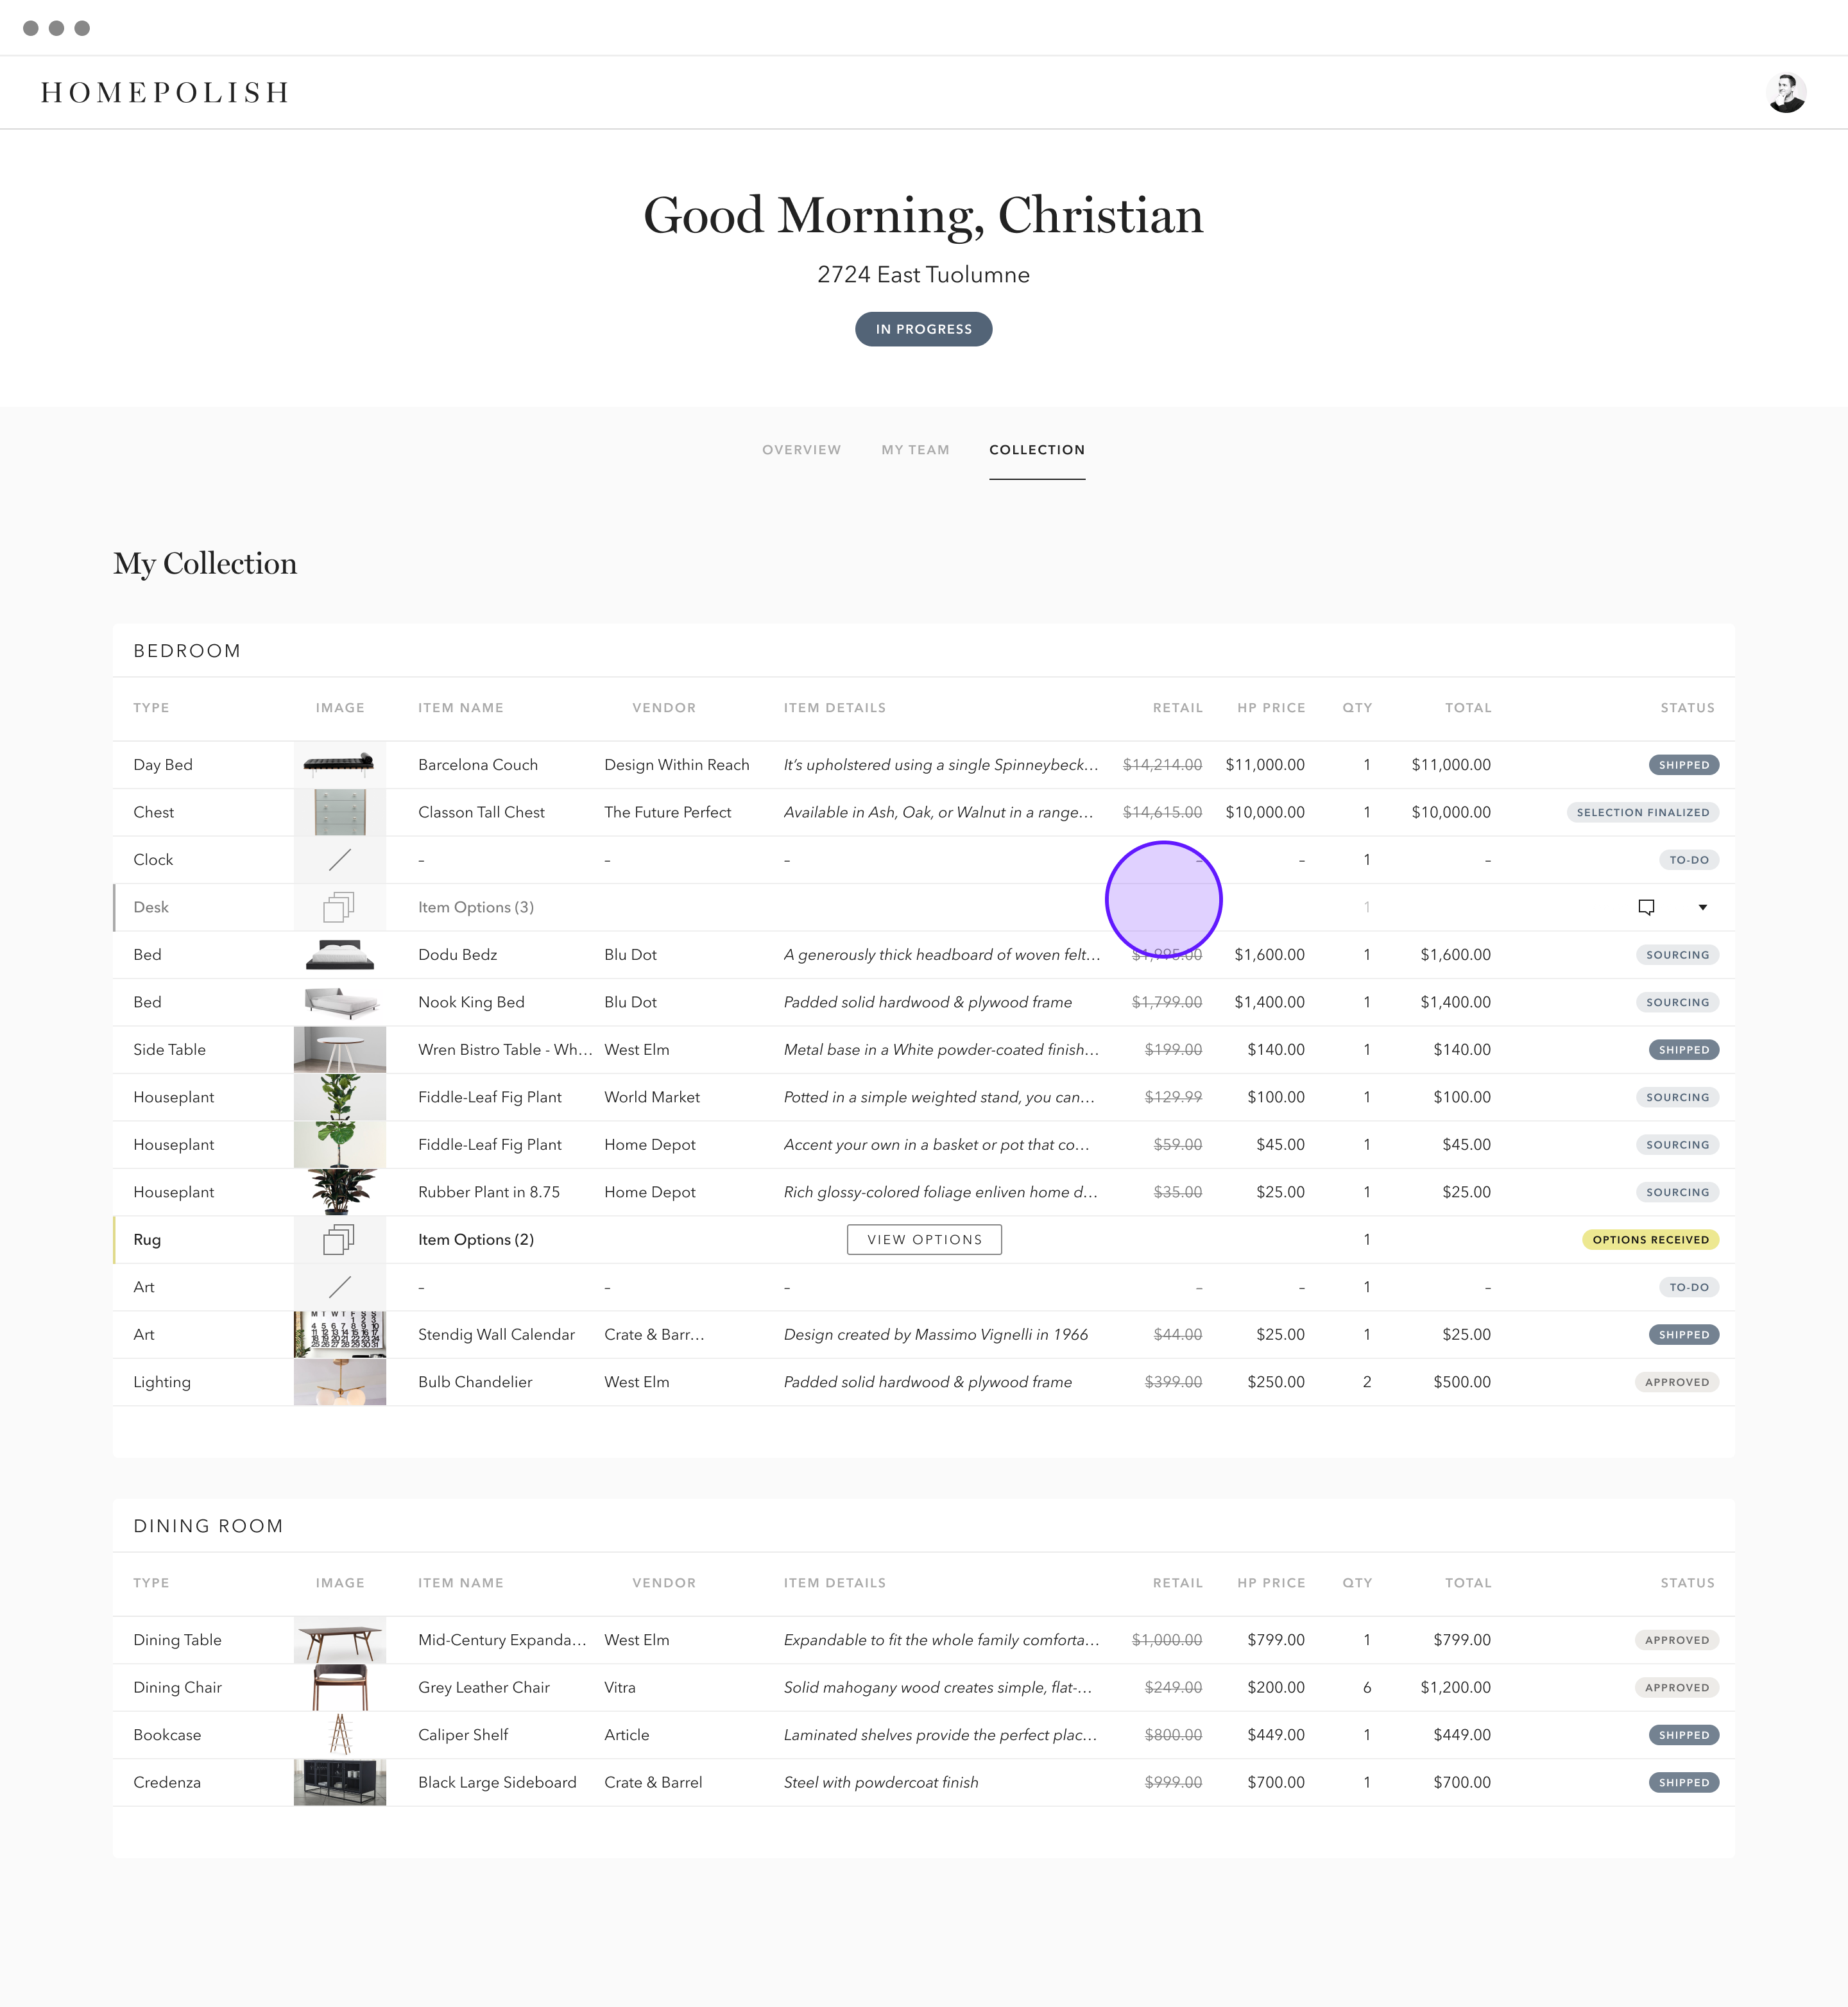 HOMEPOLISH
Good Morning, Christian
2724 East Tuolumne
IN PROGRESS
OVERVIEW MY TEAM COLLECTION
My Collection
BEDROOM
TYPE IMAGE ITEM NAME VENDOR ITEM DETAILS RETAIL HP PRICE QTY TOTAL STATUS
Day Bed Barcelona Couch Design Within Reach It’s upholstered using a single Spinneybeck… $14,214.00 $11,000.00 1 $11,000.00 SHIPPED
Chest Classon Tall Chest The Future Perfect Available in Ash, Oak, or Walnut in a range… $14,615.00 $10,000.00 1 $10,000.00 SELECTION FINALIZED
Clock – – – – – 1 – TO-DO
Desk Item Options (3) 1
Bed Dodu Bedz Blu Dot A generously thick headboard of woven felt… $1,995.00 $1,600.00 1 $1,600.00 SOURCING
Bed Nook King Bed Blu Dot Padded solid hardwood & plywood frame $1,799.00 $1,400.00 1 $1,400.00 SOURCING
Side Table Wren Bistro Table - Wh… West Elm Metal base in a White powder-coated finish… $199.00 $140.00 1 $140.00 SHIPPED
Houseplant Fiddle-Leaf Fig Plant World Market Potted in a simple weighted stand, you can… $129.99 $100.00 1 $100.00 SOURCING
Houseplant Fiddle-Leaf Fig Plant Home Depot Accent your own in a basket or pot that co… $59.00 $45.00 1 $45.00 SOURCING
Houseplant Rubber Plant in 8.75 Home Depot Rich glossy-colored foliage enliven home d… $35.00 $25.00 1 $25.00 SOURCING
Rug Item Options (2) VIEW OPTIONS 1 OPTIONS RECEIVED
Art – – – – – 1 – TO-DO
Art Stendig Wall Calendar Crate & Barr… Design created by Massimo Vignelli in 1966 $44.00 $25.00 1 $25.00 SHIPPED
Lighting Bulb Chandelier West Elm Padded solid hardwood & plywood frame $399.00 $250.00 2 $500.00 APPROVED
DINING ROOM
TYPE IMAGE ITEM NAME VENDOR ITEM DETAILS RETAIL HP PRICE QTY TOTAL STATUS
Dining Table Mid-Century Expanda… West Elm Expandable to fit the whole family comforta… $1,000.00 $799.00 1 $799.00 APPROVED
Dining Chair Grey Leather Chair Vitra Solid mahogany wood creates simple, flat-… $249.00 $200.00 6 $1,200.00 APPROVED
Bookcase Caliper Shelf Article Laminated shelves provide the perfect plac… $800.00 $449.00 1 $449.00 SHIPPED
Credenza Black Large Sideboard Crate & Barrel Steel with powdercoat finish $999.00 $700.00 1 $700.00 SHIPPED